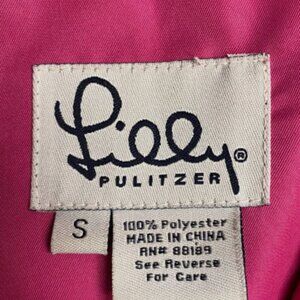 Lilly®
PULITZER
S
100% Polyester
MADE IN CHINA
RN# 88189
See Reverse
For Care